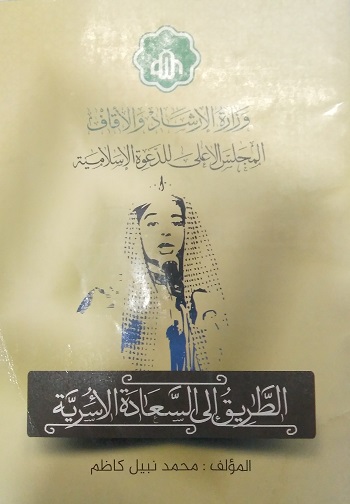 وزارة الإرشاد والأوقاف
المجلس الأعلى للدعوة الإسلامية
الطريق إلى السعادة الأسرية
المؤلف : محمد نبيل كاظم